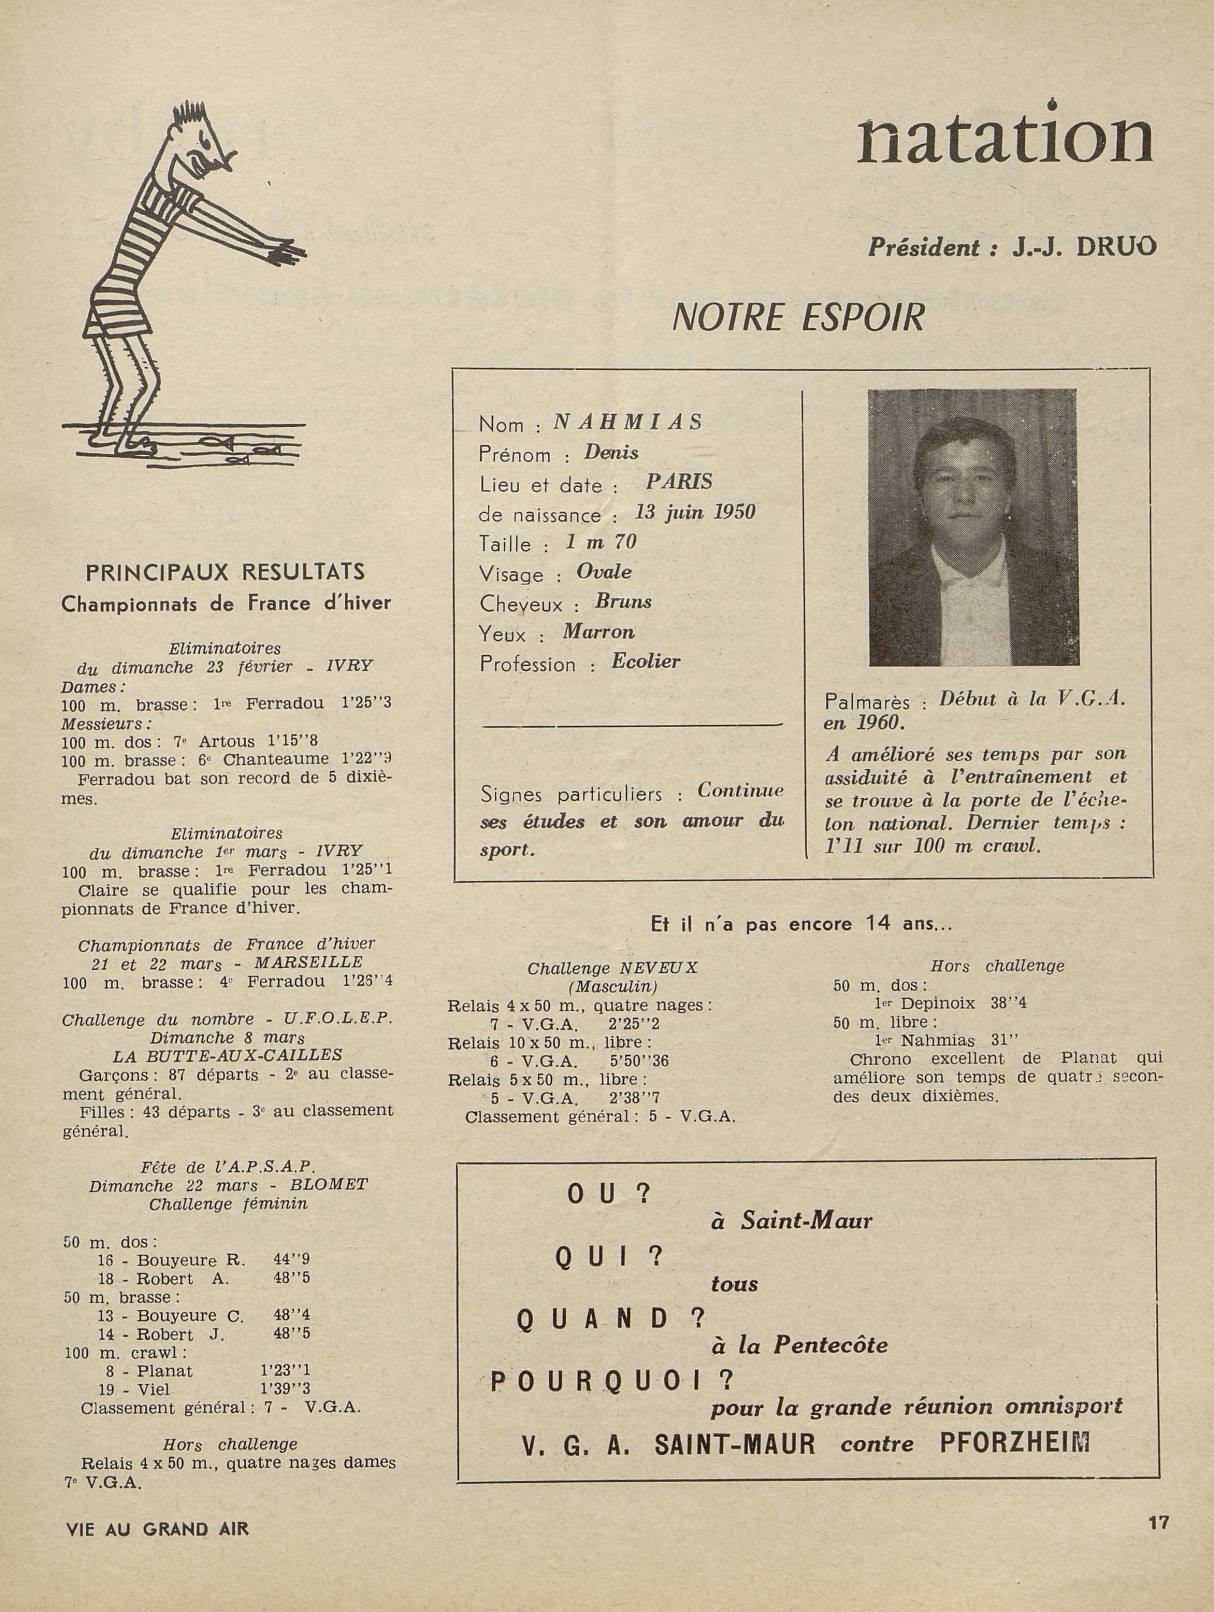 natation
Président : J.-J. DRUO
NOTRE ESPOIR
Nom : NAHMIAS
Prénom : Denis
Lieu et date : PARIS
de naissance : 13 juin 1950
Taille : 1 m 70
Visage : Ovale
Cheveux : Bruns
Yeux : Marron
Profession : Ecolier
Signes particuliers : Continue
ses études et son amour du
sport.
Palmarès : Début à la V.G.A.
en 1960.
A amélioré ses temps par son
assiduité à l'entraînement et
se trouve à la porte de l'éche-
lon national. Dernier temps :
1'11 sur 100 m crawl.
Et il n'a pas encore 14 ans...
PRINCIPAUX RESULTATS
Championnats de France d'hiver
Eliminatoires
du dimanche 23 février - IVRY
Dames :
100 m. brasse : 1re Ferradou 1'25''3
Messieurs :
100 m. dos : 7e Artous 1'15''8
100 m. brasse : 6e Chanteaume 1'22''9
Ferradou bat son record de 5 dixiè-
mes.
Eliminatoires
du dimanche 1er mars - IVRY
100 m. brasse : 1re Ferradou 1'25''1
Claire se qualifie pour les cham-
pionnats de France d'hiver.
Championnats de France d'hiver
21 et 22 mars - MARSEILLE
100 m. brasse : 4e Ferradou 1'26''4
Challenge du nombre - U.F.O.L.E.P.
Dimanche 8 mars
LA BUTTE-AUX-CAILLES
Garçons : 87 départs - 2e au classe-
ment général.
Filles : 43 départs - 3e au classement
général.
Fête de l'A.P.S.A.P.
Dimanche 22 mars - BLOMET
Challenge féminin
50 m. dos :
16 - Bouyeure R. 44''9
18 - Robert A. 48''5
50 m. brasse :
13 - Bouyeure C. 48''4
14 - Robert J. 48''5
100 m. crawl :
8 - Planat 1'23''1
19 - Viel 1'39''3
Classement général : 7 - V.G.A.
Hors challenge
Relais 4 x 50 m., quatre nages dames
7e V.G.A.
Challenge NEVEUX
(Masculin)
Relais 4 x 50 m., quatre nages :
7 - V.G.A. 2'25''2
Relais 10 x 50 m., libre :
6 - V.G.A. 5'50''36
Relais 5 x 50 m., libre :
5 - V.G.A. 2'38''7
Classement général : 5 - V.G.A.
Hors challenge
50 m. dos :
1er Depinoix 38''4
50 m. libre :
1er Nahmias 31''
Chrono excellent de Planat qui
améliore son temps de quatre secon-
des deux dixièmes.
OU ?
à Saint-Maur
QUI ?
tous
QUAND ?
à la Pentecôte
POURQUOI ?
pour la grande réunion omnisport
V. G. A. SAINT-MAUR contre PFORZHEIM
VIE AU GRAND AIR
17